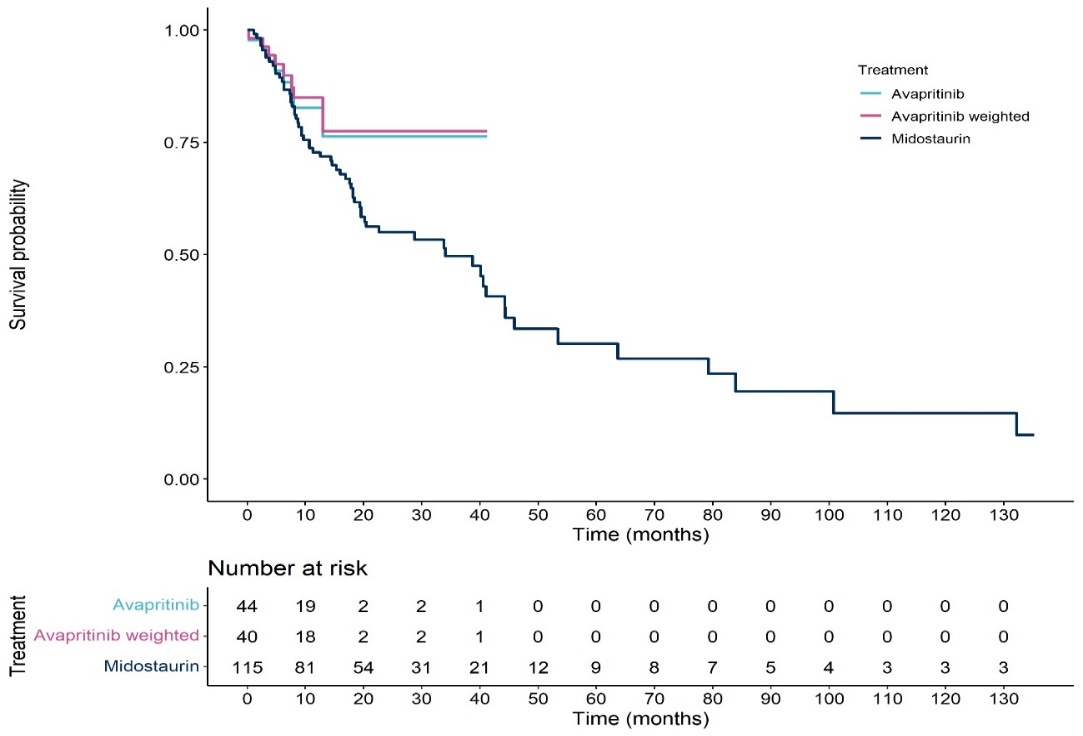 1.00
0.75
0.50
0.25
0.00
Survival probability
Treatment
Avapritinib
Avapritinib weighted
Midostaurin
0 10 20 30 40 50 60 70 80 90 100 110 120 130
Time (months)
Number at risk
Treatment
Avapritinib 44 19 2 2 1 0 0 0 0 0 0 0 0 0
Avapritinib weighted 40 18 2 2 1 0 0 0 0 0 0 0 0 0
Midostaurin 115 81 54 31 21 12 9 8 7 5 4 3 3 3
0 10 20 30 40 50 60 70 80 90 100 110 120 130
Time (months)